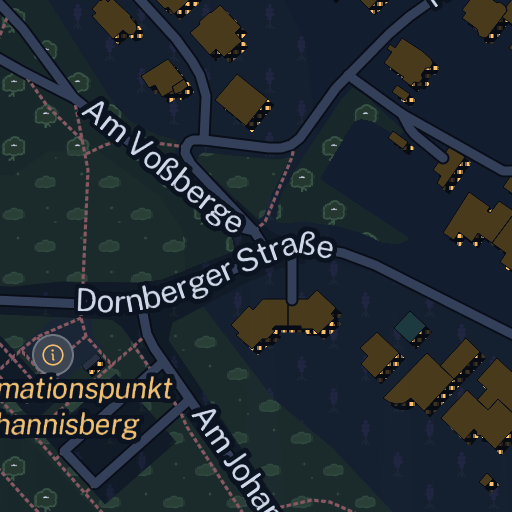 Am Voßberge
Dornberger Straße
mationspunkt
hannisberg
Am Johan